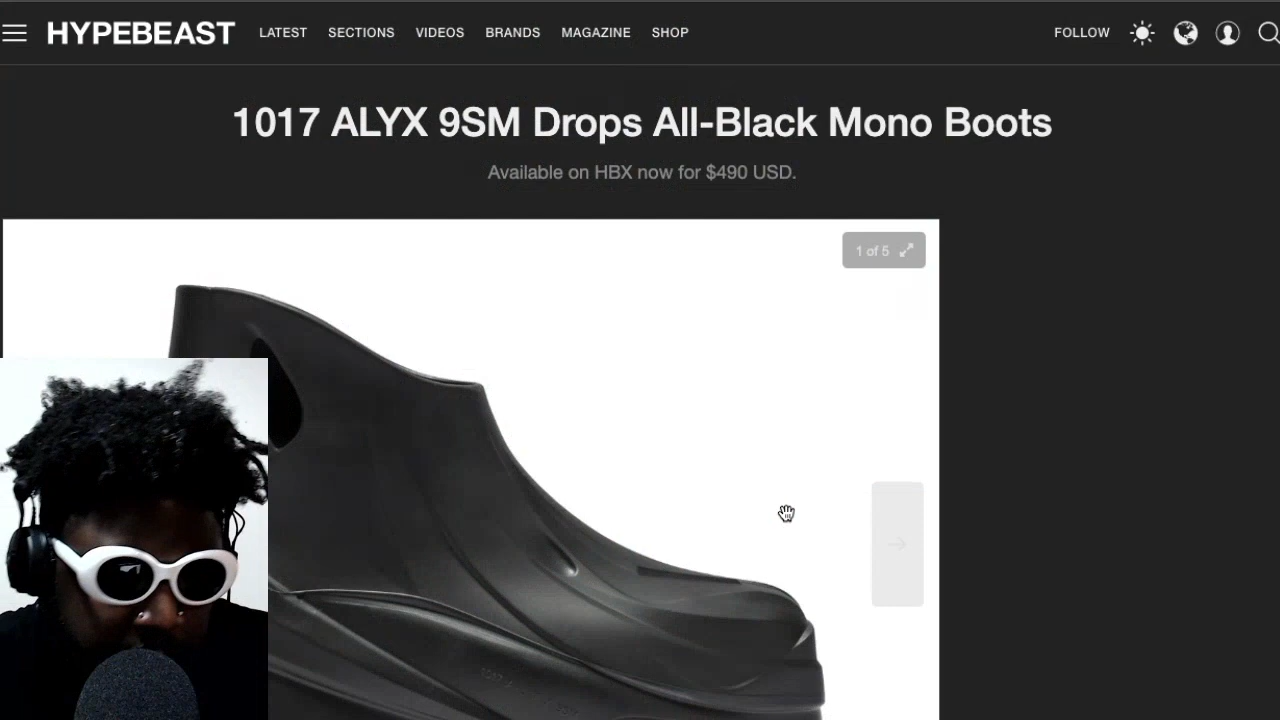 HYPEBEAST LATEST SECTIONS VIDEOS BRANDS MAGAZINE SHOP FOLLOW
1017 ALYX 9SM Drops All-Black Mono Boots
Available on HBX now for $490 USD.
1 of 5